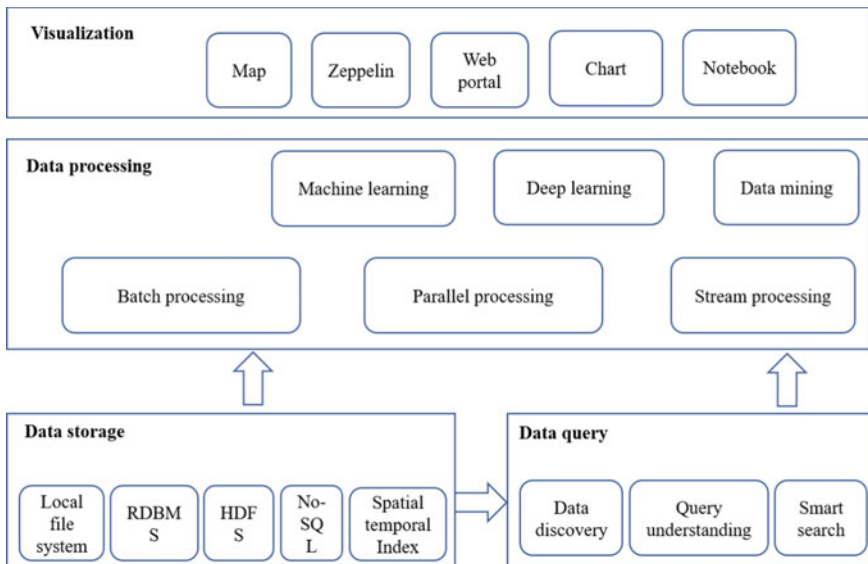 Visualization
Map
Zeppelin
Web
portal
Chart
Notebook
Data processing
Machine learning
Deep learning
Data mining
Batch processing
Parallel processing
Stream processing
Data storage
Local
file
system
RDBM
S
HDF
S
No-
SQ
L
Spatial
temporal
Index
Data query
Data
discovery
Query
understanding
Smart
search